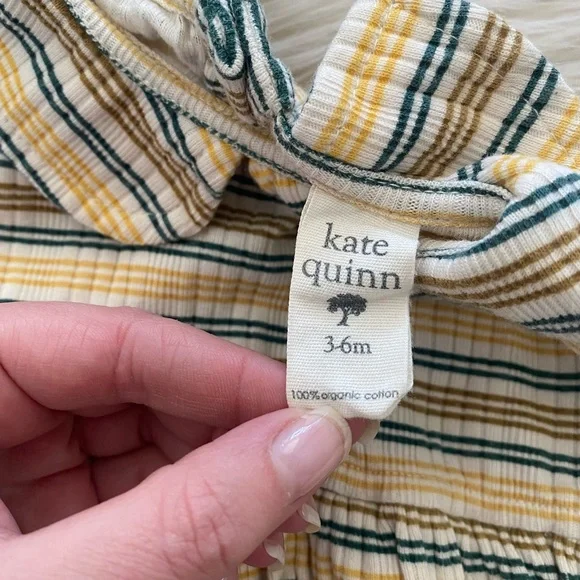 kate
quinn
3-6m
100% organic cotton